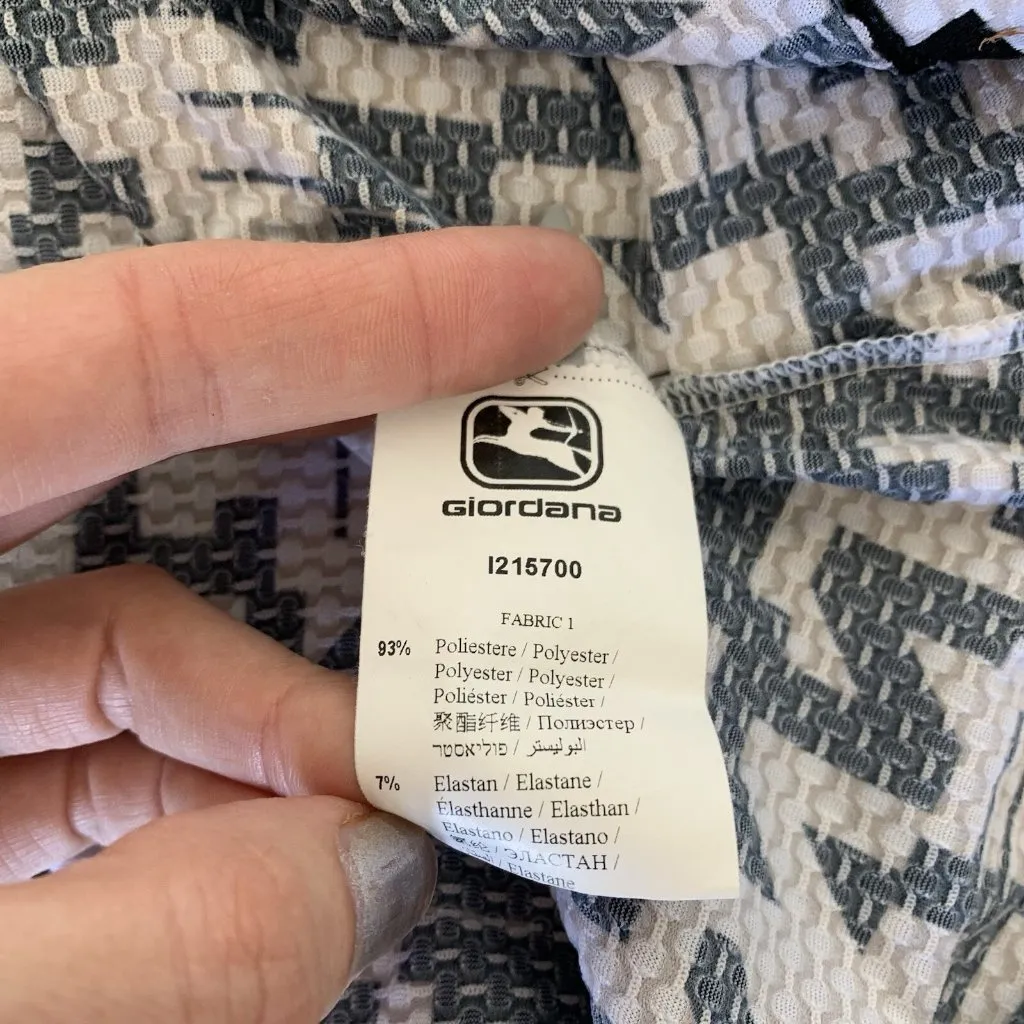 Giordana
I215700
FABRIC 1
93% Poliestere / Polyester /
Polyester / Polyester /
Poliéster / Poliéster /
聚酯纤维 / Полиэстер /
פוליאסטר / البوليستر
7% Elastan / Elastane /
Élasthanne / Elasthan /
Elastano / Elastano /
/ ЭЛАСТАН /
/ Elastane